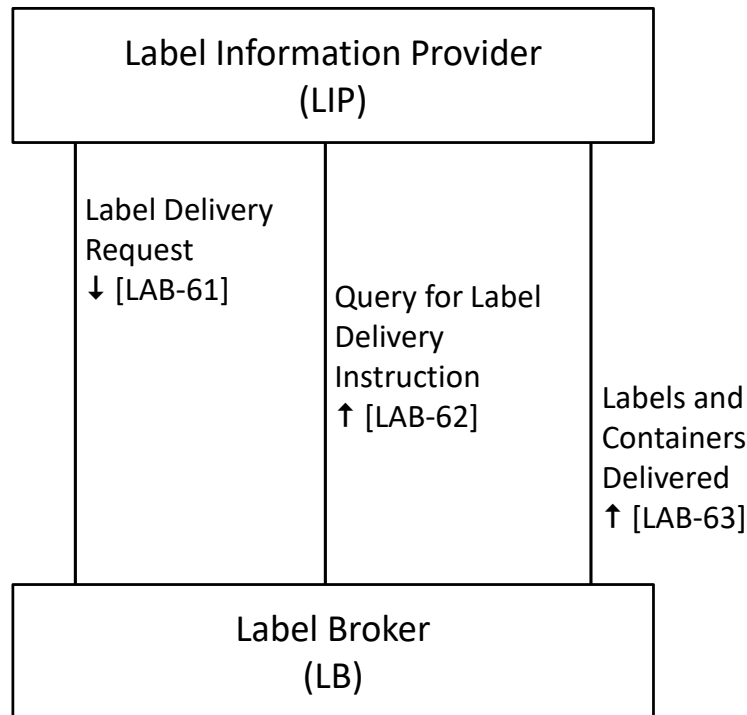 Label Information Provider
(LIP)
Label Delivery
Request
↓ [LAB-61]
Query for Label
Delivery
Instruction
↑ [LAB-62]
Labels and
Containers
Delivered
↑ [LAB-63]
Label Broker
(LB)